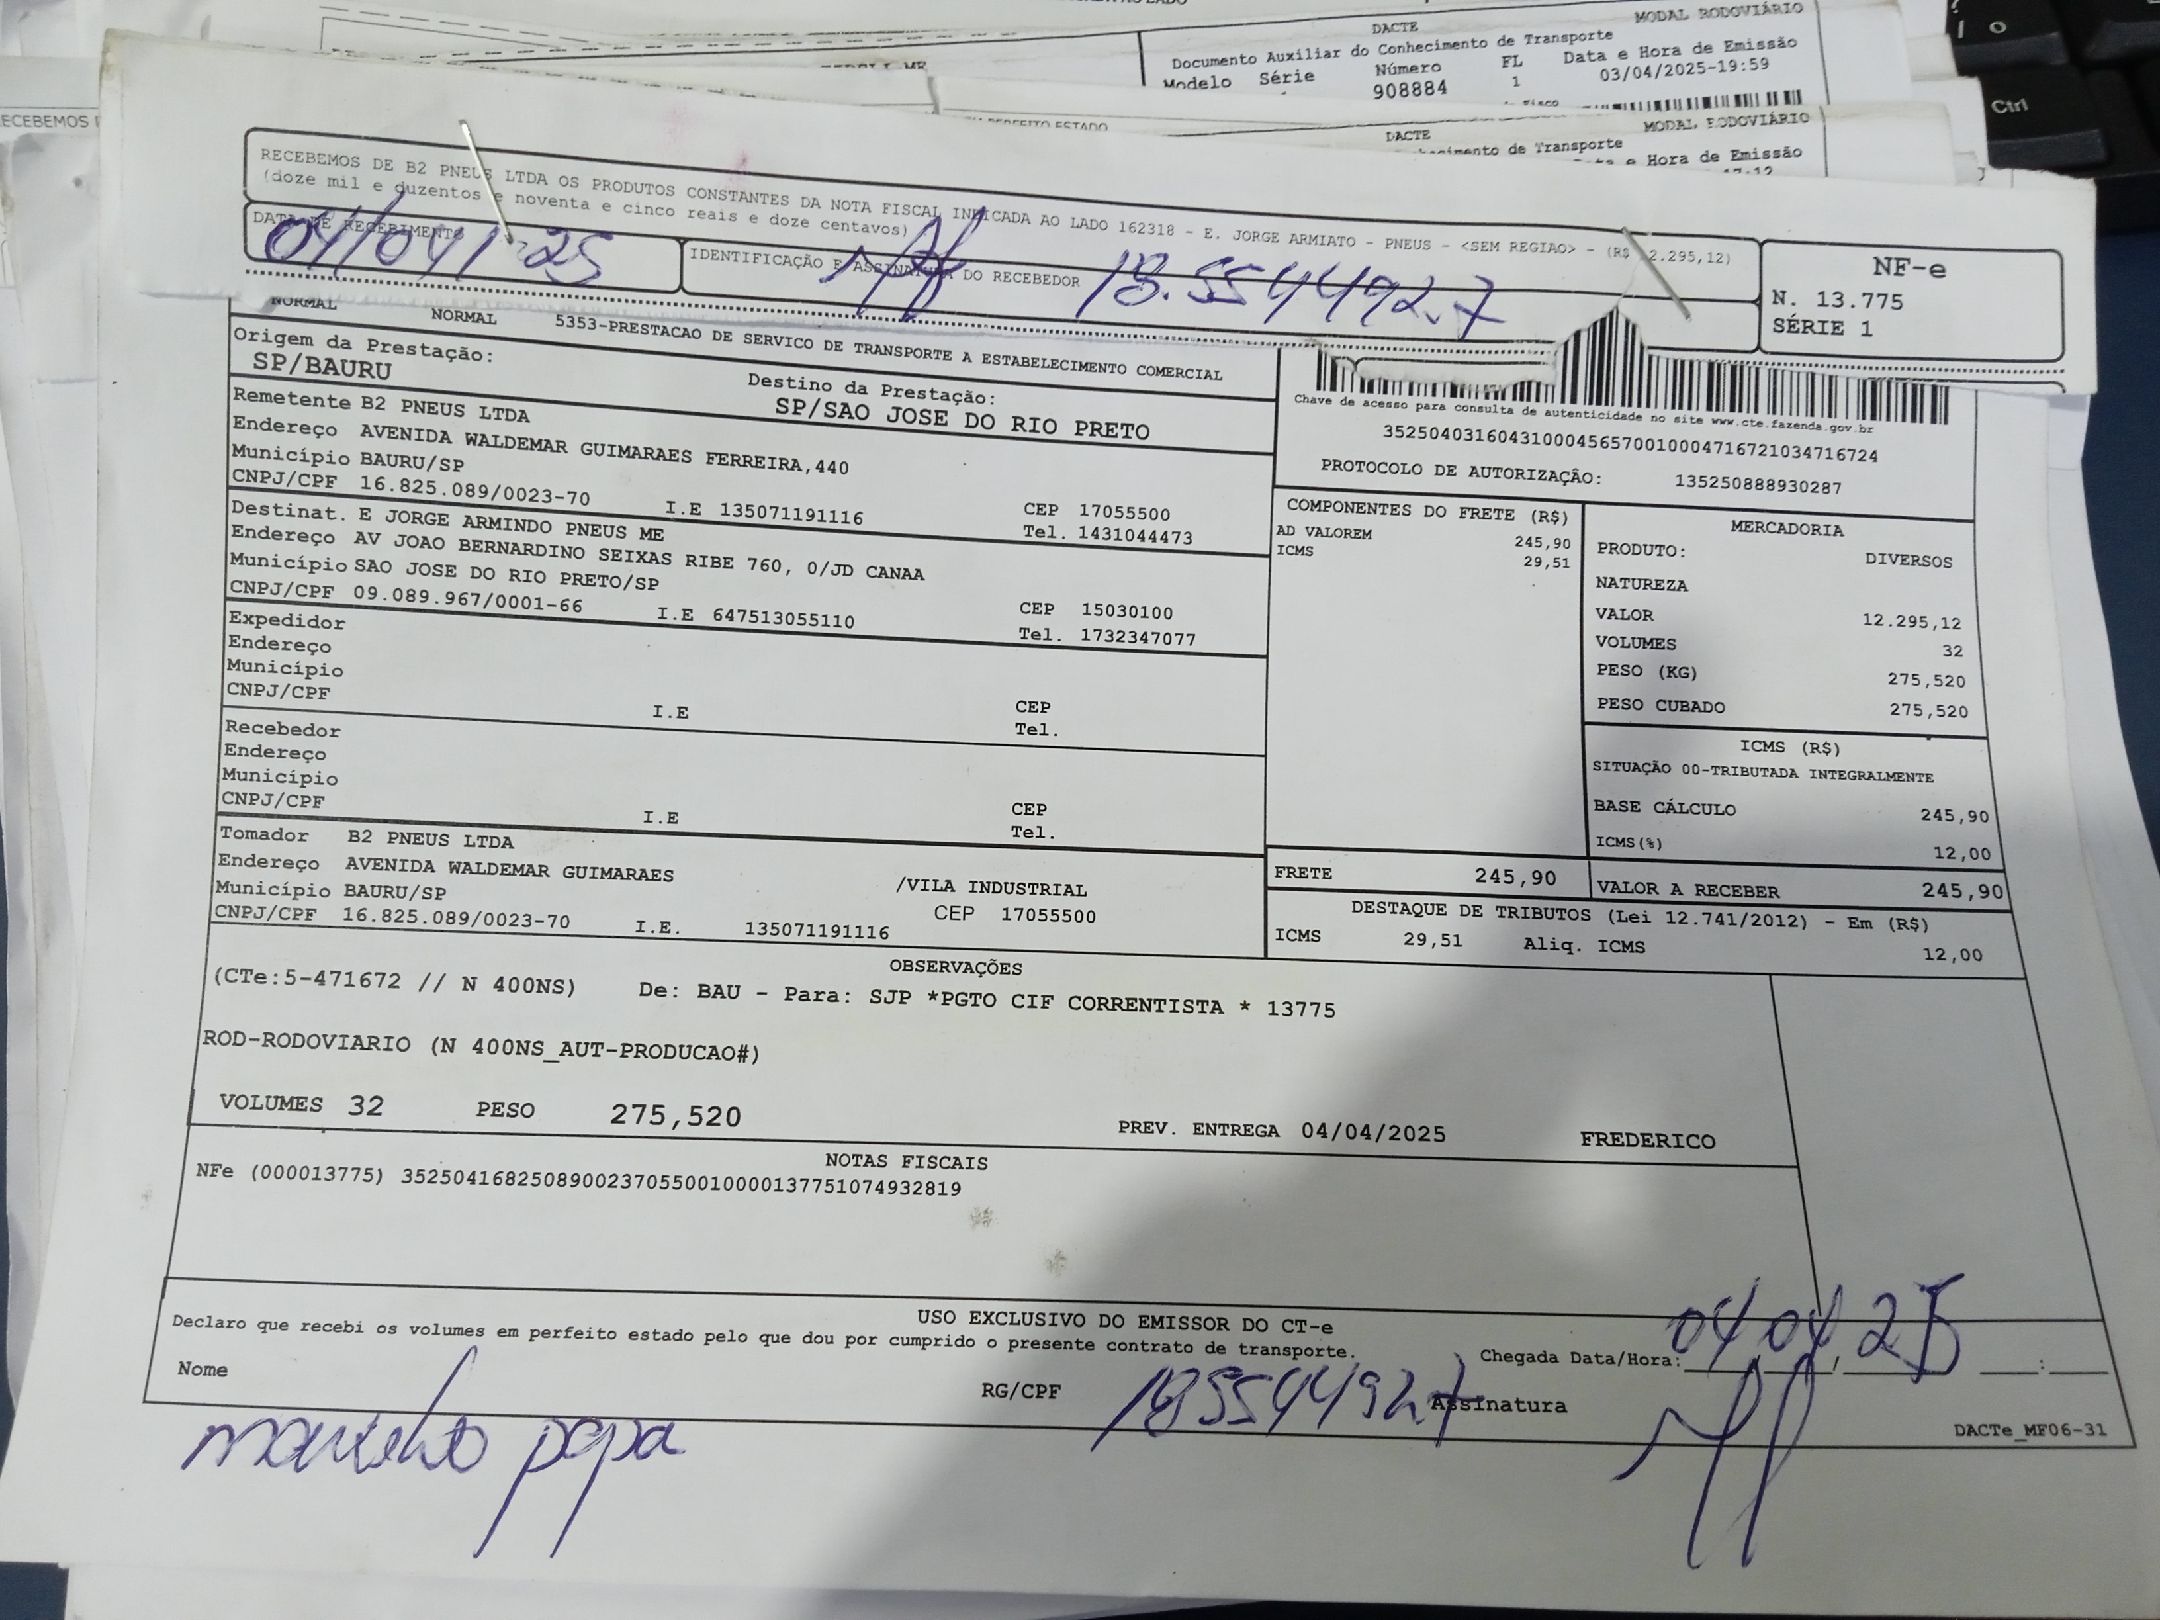 DACTE
MODAL RODOVIÁRIO
Documento Auxiliar do Conhecimento de Transporte
Modelo Série Número FL Data e Hora de Emissão
908884 1 03/04/2025-19:59
DACTE
MODAL RODOVIÁRIO
de Transporte
e Hora de Emissão
Ctrl
RECEBEMOS DE B2 PNEUS LTDA OS PRODUTOS CONSTANTES DA NOTA FISCAL INDICADA AO LADO 162318 - E. JORGE ARMIATO - PNEUS - <SEM REGIAO> - (R$ 12.295,12)
(doze mil e duzentos e noventa e cinco reais e doze centavos)
DATA DE RECEBIMENTO
04/04/25
IDENTIFICAÇÃO E ASSINATURA DO RECEBEDOR
18.554492-7
NF-e
N. 13.775
SÉRIE 1
NORMAL NORMAL 5353-PRESTACAO DE SERVICO DE TRANSPORTE A ESTABELECIMENTO COMERCIAL
Origem da Prestação:
SP/BAURU
Destino da Prestação:
SP/SAO JOSE DO RIO PRETO
Chave de acesso para consulta de autenticidade no site www.cte.fazenda.gov.br
35250403160431000456570010004716721034716724
PROTOCOLO DE AUTORIZAÇÃO: 135250888930287
Remetente B2 PNEUS LTDA
Endereço AVENIDA WALDEMAR GUIMARAES FERREIRA,440
Município BAURU/SP CEP 17055500
CNPJ/CPF 16.825.089/0023-70 I.E 135071191116 Tel. 1431044473
Destinat. E JORGE ARMINDO PNEUS ME
Endereço AV JOAO BERNARDINO SEIXAS RIBE 760, 0/JD CANAA
Município SAO JOSE DO RIO PRETO/SP CEP 15030100
CNPJ/CPF 09.089.967/0001-66 I.E 647513055110 Tel. 1732347077
Expedidor
Endereço
Município CEP
CNPJ/CPF I.E Tel.
Recebedor
Endereço
Município CEP
CNPJ/CPF I.E Tel.
Tomador B2 PNEUS LTDA
Endereço AVENIDA WALDEMAR GUIMARAES /VILA INDUSTRIAL
Município BAURU/SP CEP 17055500
CNPJ/CPF 16.825.089/0023-70 I.E. 135071191116
COMPONENTES DO FRETE (R$)
AD VALOREM 245,90
ICMS 29,51
MERCADORIA
PRODUTO: DIVERSOS
NATUREZA
VALOR 12.295,12
VOLUMES 32
PESO (KG) 275,520
PESO CUBADO 275,520
ICMS (R$)
SITUAÇÃO 00-TRIBUTADA INTEGRALMENTE
BASE CÁLCULO 245,90
ICMS(%) 12,00
FRETE 245,90 VALOR A RECEBER 245,90
DESTAQUE DE TRIBUTOS (Lei 12.741/2012) - Em (R$)
ICMS 29,51 Aliq. ICMS 12,00
OBSERVAÇÕES
(CTe:5-471672 // N 400NS) De: BAU - Para: SJP *PGTO CIF CORRENTISTA * 13775
ROD-RODOVIARIO (N 400NS_AUT-PRODUCAO#)
VOLUMES 32 PESO 275,520 PREV. ENTREGA 04/04/2025 FREDERICO
NOTAS FISCAIS
NFe (000013775) 35250416825089002370550010000137751074932819
USO EXCLUSIVO DO EMISSOR DO CT-e
Declaro que recebi os volumes em perfeito estado pelo que dou por cumprido o presente contrato de transporte.
Chegada Data/Hora: 04/04/25 :
Nome RG/CPF 18554492-7 Assinatura
papa
DACTe_MF06-31